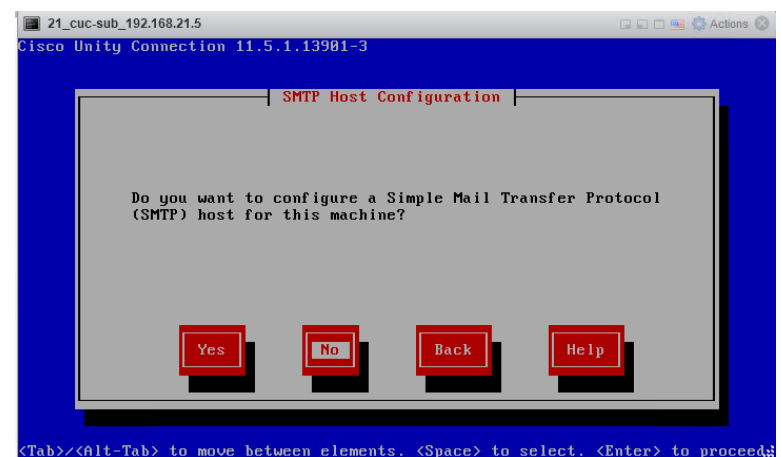 21_cuc-sub_192.168.21.5
Actions
Cisco Unity Connection 11.5.1.13901-3
SMTP Host Configuration
Do you want to configure a Simple Mail Transfer Protocol
(SMTP) host for this machine?
Yes
No
Back
Help
<Tab>/<Alt-Tab> to move between elements. <Space> to select. <Enter> to proceed.